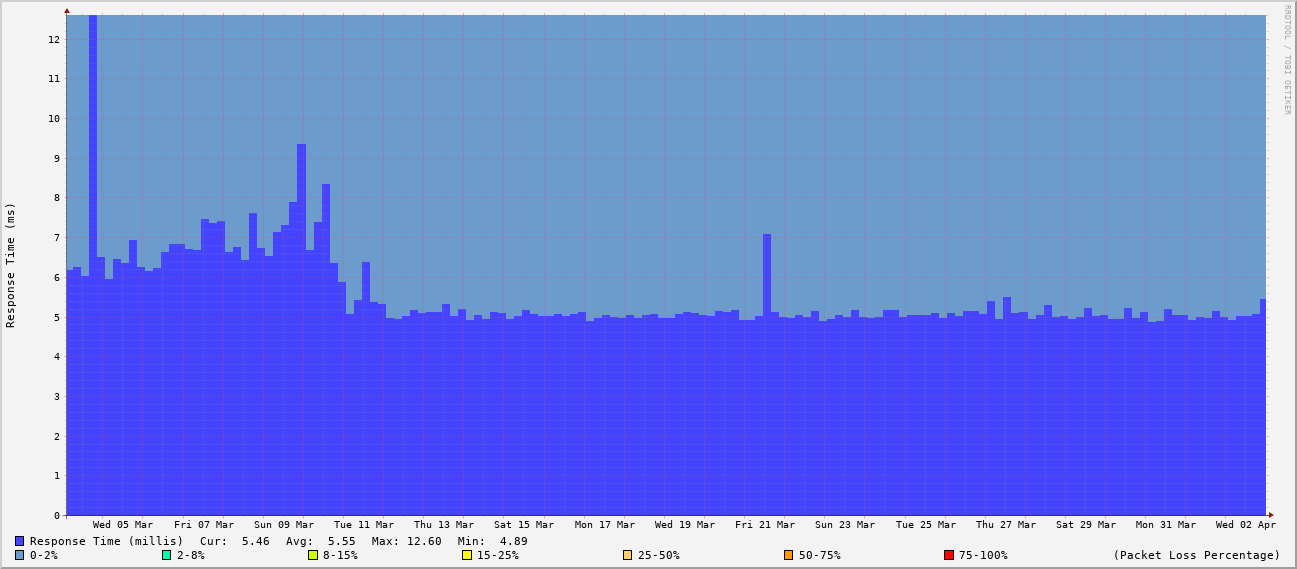 RRDTOOL / TOBI OETIKER
Response Time (ms)
12
11
10
9
8
7
6
5
4
3
2
1
0
Wed 05 Mar Fri 07 Mar Sun 09 Mar Tue 11 Mar Thu 13 Mar Sat 15 Mar Mon 17 Mar Wed 19 Mar Fri 21 Mar Sun 23 Mar Tue 25 Mar Thu 27 Mar Sat 29 Mar Mon 31 Mar Wed 02 Apr
Response Time (millis) Cur: 5.46 Avg: 5.55 Max: 12.60 Min: 4.89
0-2% 2-8% 8-15% 15-25% 25-50% 50-75% 75-100% (Packet Loss Percentage)